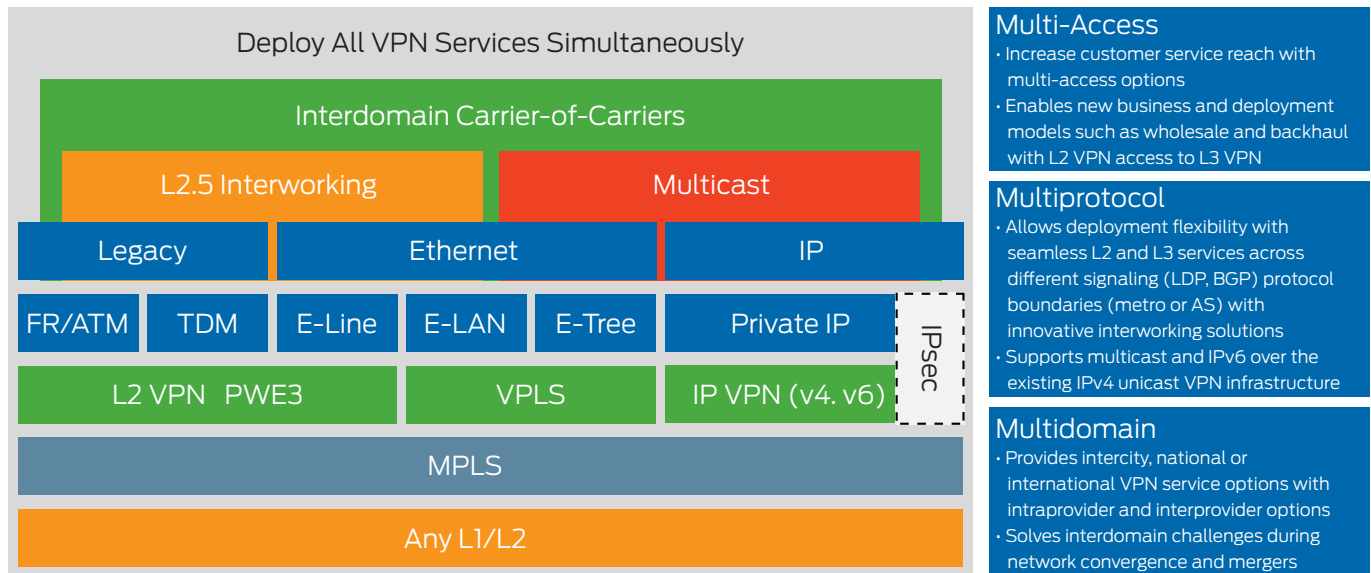 Deploy All VPN Services Simultaneously
Interdomain Carrier-of-Carriers
L2.5 Interworking
Multicast
Legacy
Ethernet
IP
FR/ATM
TDM
E-Line
E-LAN
E-Tree
Private IP
IPsec
L2 VPN PWE3
VPLS
IP VPN (v4. v6)
MPLS
Any L1/L2
Multi-Access
· Increase customer service reach with
multi-access options
· Enables new business and deployment
models such as wholesale and backhaul
with L2 VPN access to L3 VPN
Multiprotocol
· Allows deployment flexibility with
seamless L2 and L3 services across
different signaling (LDP, BGP) protocol
boundaries (metro or AS) with
innovative interworking solutions
· Supports multicast and IPv6 over the
existing IPv4 unicast VPN infrastructure
Multidomain
· Provides intercity, national or
international VPN service options with
intraprovider and interprovider options
· Solves interdomain challenges during
network convergence and mergers